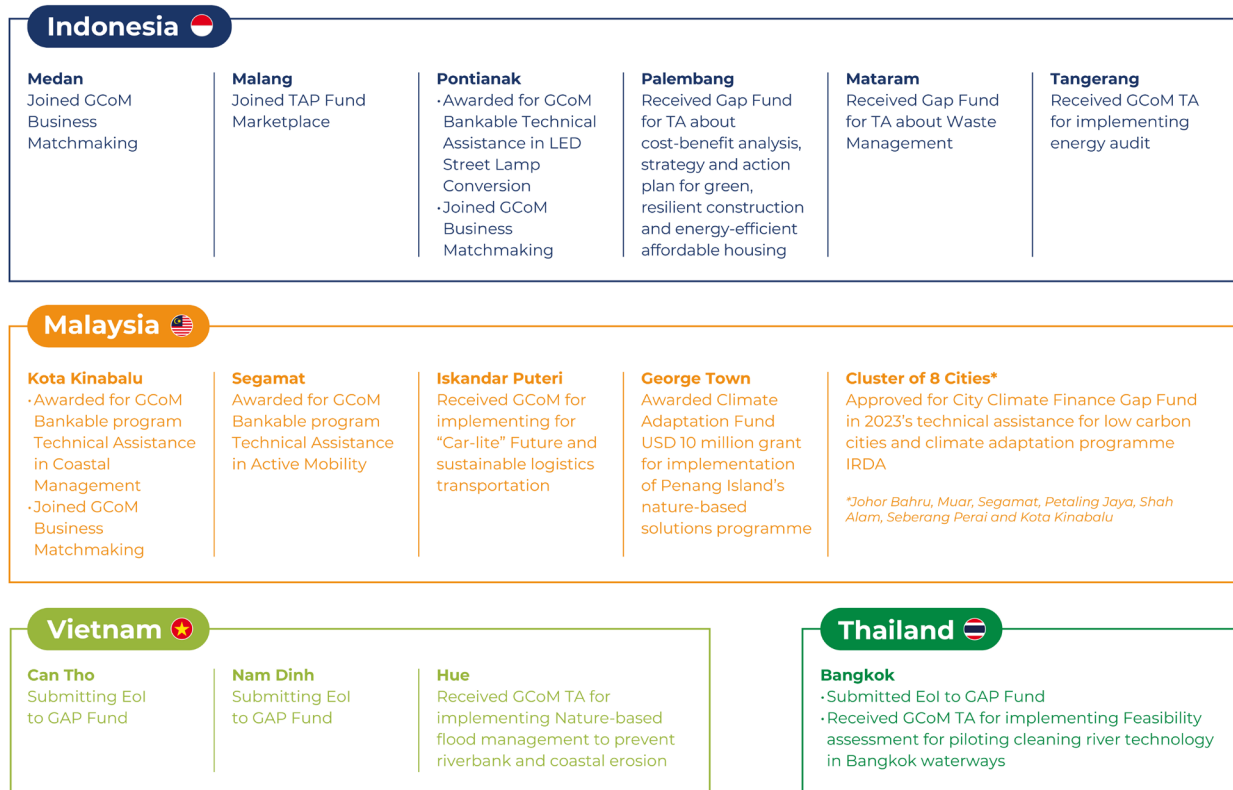 Indonesia
Medan
Joined GCoM
Business
Matchmaking
Malang
Joined TAP Fund
Marketplace
Pontianak
·Awarded for GCoM
Bankable Technical
Assistance in LED
Street Lamp
Conversion
·Joined GCoM
Business
Matchmaking
Palembang
Received Gap Fund
for TA about
cost-benefit analysis,
strategy and action
plan for green,
resilient construction
and energy-efficient
affordable housing
Mataram
Received Gap Fund
for TA about Waste
Management
Tangerang
Received GCoM TA
for implementing
energy audit
Malaysia
Kota Kinabalu
·Awarded for GCoM
Bankable program
Technical Assistance
in Coastal
Management
·Joined GCoM
Business
Matchmaking
Segamat
Awarded for GCoM
Bankable program
Technical Assistance
in Active Mobility
Iskandar Puteri
Received GCoM for
implementing for
“Car-lite” Future and
sustainable logistics
transportation
George Town
Awarded Climate
Adaptation Fund
USD 10 million grant
for implementation
of Penang Island’s
nature-based
solutions programme
Cluster of 8 Cities*
Approved for City Climate Finance Gap Fund
in 2023’s technical assistance for low carbon
cities and climate adaptation programme
IRDA
*Johor Bahru, Muar, Segamat, Petaling Jaya, Shah
Alam, Seberang Perai and Kota Kinabalu
Vietnam
Can Tho
Submitting EoI
to GAP Fund
Nam Dinh
Submitting EoI
to GAP Fund
Hue
Received GCoM TA for
implementing Nature-based
flood management to prevent
riverbank and coastal erosion
Thailand
Bangkok
·Submitted EoI to GAP Fund
·Received GCoM TA for implementing Feasibility
assessment for piloting cleaning river technology
in Bangkok waterways